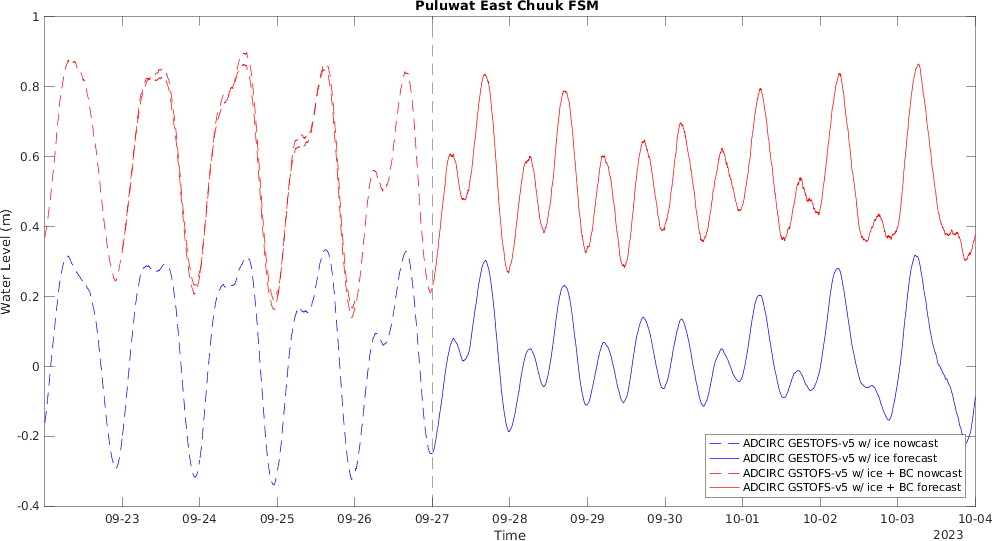 Puluwat East Chuuk FSM
1
0.8
0.6
0.4
0.2
0
-0.2
-0.4
Water Level (m)
ADCIRC GESTOFS-v5 w/ ice nowcast
ADCIRC GESTOFS-v5 w/ ice forecast
ADCIRC GSTOFS-v5 w/ ice + BC nowcast
ADCIRC GSTOFS-v5 w/ ice + BC forecast
09-23 09-24 09-25 09-26 09-27 09-28 09-29 09-30 10-01 10-02 10-03 10-04
Time 2023